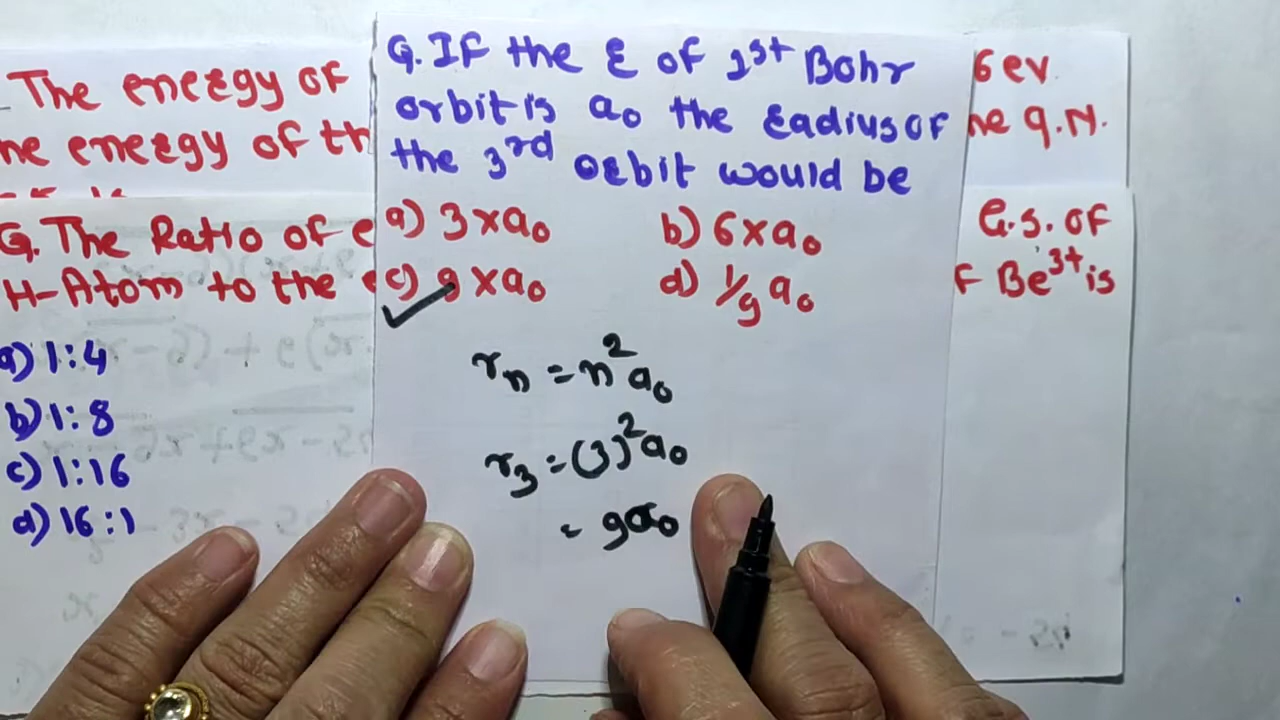 The energy of
he energy of th
6 ev
he q.N.
Q. The Ratio of e
H-Atom to the
G.S. of
F Be³⁺ is
a) 1:4
b) 1:8
c) 1:16
d) 16:1
Q. If the r of 1st Bohr
orbit is a₀ the radius of
the 3rd orbit would be
a) 3 x a₀ b) 6 x a₀
c) 9 x a₀ d) 1/9 a₀
rₙ = n² a₀
r₃ = (3)² a₀
= 9a₀